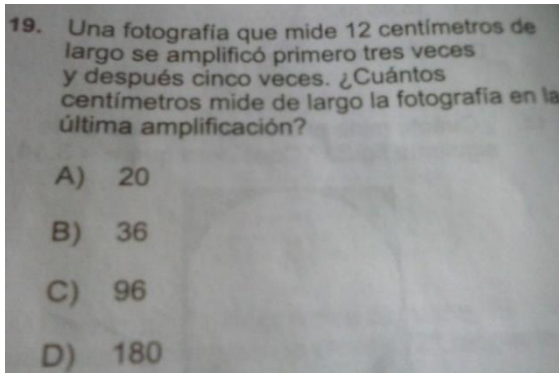 19. Una fotografía que mide 12 centímetros de
largo se amplificó primero tres veces
y después cinco veces. ¿Cuántos
centímetros mide de largo la fotografía en la
última amplificación?
A) 20
B) 36
C) 96
D) 180